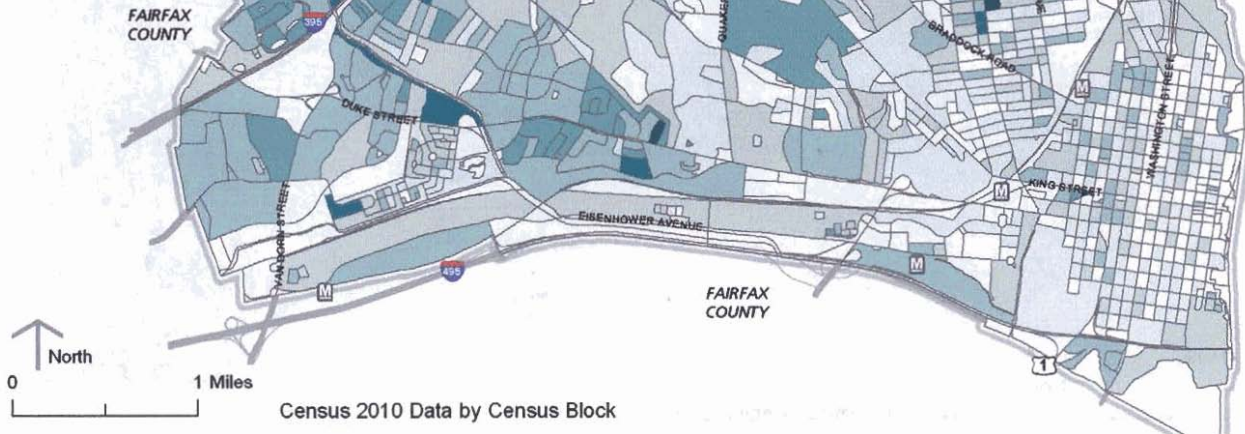 FAIRFAX
COUNTY
395
QUAKER
BRADDOCK ROAD
M
WASHINGTON STREET
DUKE STREET
M
KING STREET
VAN DORN STREET
EISENHOWER AVENUE
M
495
M
FAIRFAX
COUNTY
North
1
0
1 Miles
Census 2010 Data by Census Block